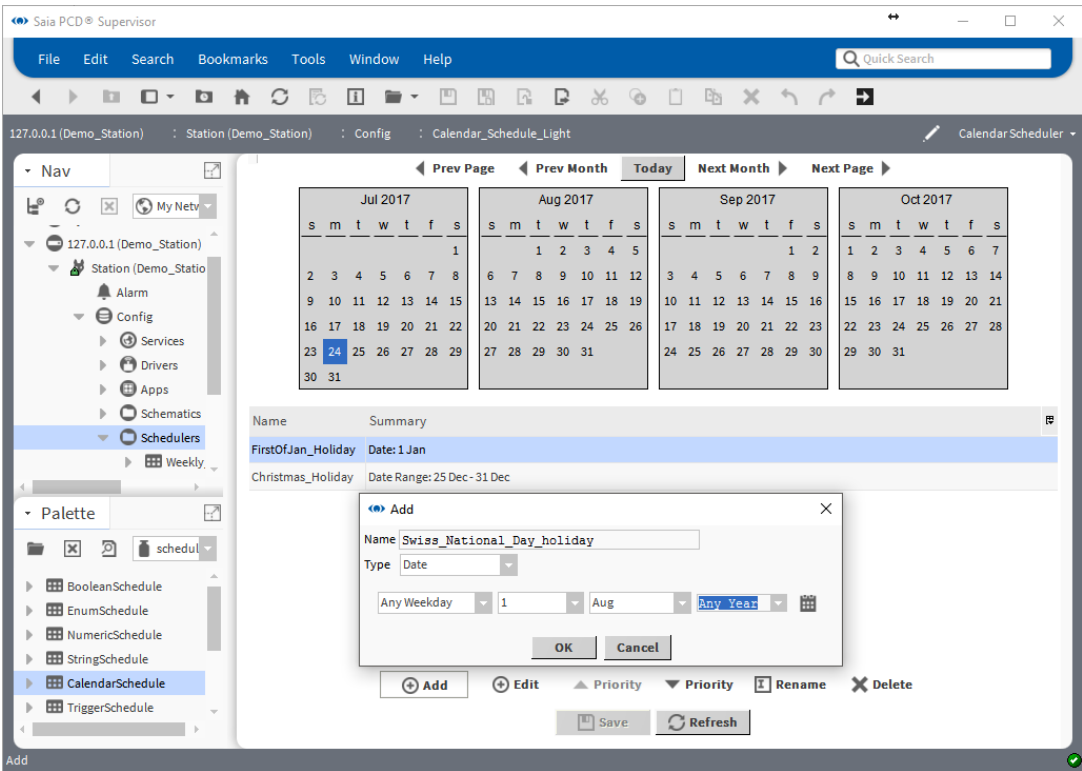 Saia PCD® Supervisor
File Edit Search Bookmarks Tools Window Help
Quick Search
127.0.0.1 (Demo_Station) : Station (Demo_Station) : Config : Calendar_Schedule_Light
Calendar Scheduler
Nav
My Netw
127.0.0.1 (Demo_Station)
Station (Demo_Statio
Alarm
Config
Services
Drivers
Apps
Schematics
Schedulers
Weekly
Palette
schedul
BooleanSchedule
EnumSchedule
NumericSchedule
StringSchedule
CalendarSchedule
TriggerSchedule
Prev Page Prev Month Today Next Month Next Page
Jul 2017
s m t w t f s
1
2 3 4 5 6 7 8
9 10 11 12 13 14 15
16 17 18 19 20 21 22
23 24 25 26 27 28 29
30 31
Aug 2017
s m t w t f s
1 2 3 4 5
6 7 8 9 10 11 12
13 14 15 16 17 18 19
20 21 22 23 24 25 26
27 28 29 30 31
Sep 2017
s m t w t f s
1 2
3 4 5 6 7 8 9
10 11 12 13 14 15 16
17 18 19 20 21 22 23
24 25 26 27 28 29 30
Oct 2017
s m t w t f s
1 2 3 4 5 6 7
8 9 10 11 12 13 14
15 16 17 18 19 20 21
22 23 24 25 26 27 28
29 30 31
Name Summary
FirstOfJan_Holiday Date: 1 Jan
Christmas_Holiday Date Range: 25 Dec - 31 Dec
Add
Name Swiss_National_Day_holiday
Type Date
Any Weekday 1 Aug Any Year
OK Cancel
Add Edit Priority Priority Rename Delete
Save Refresh
Add